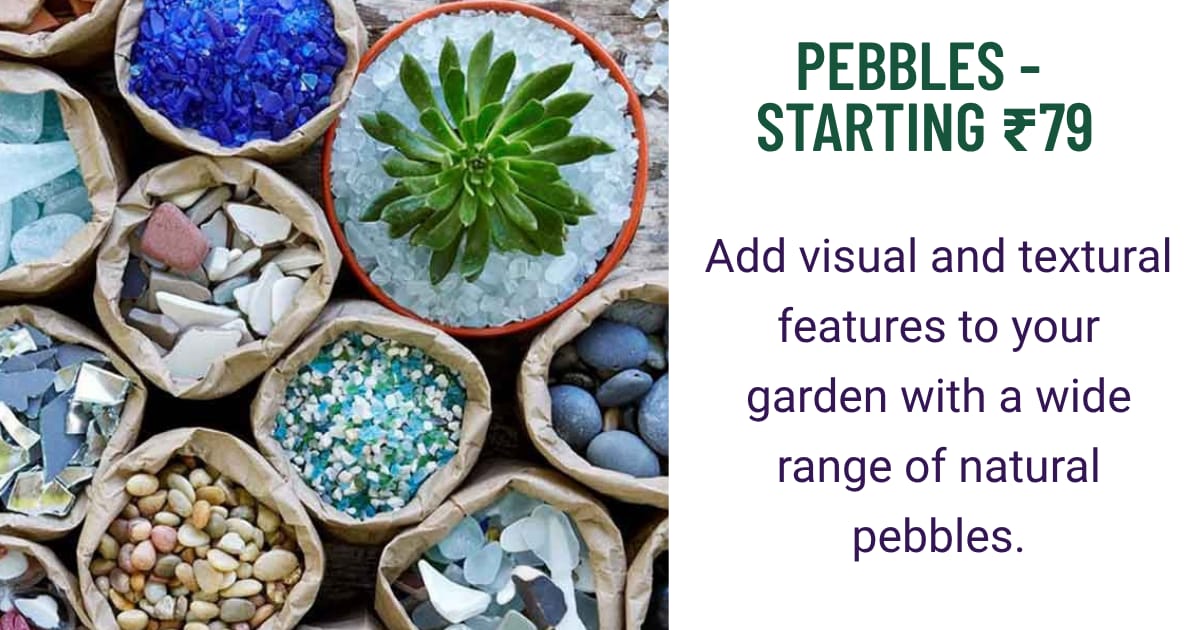 PEBBLES -
STARTING ₹79
Add visual and textural
features to your
garden with a wide
range of natural
pebbles.